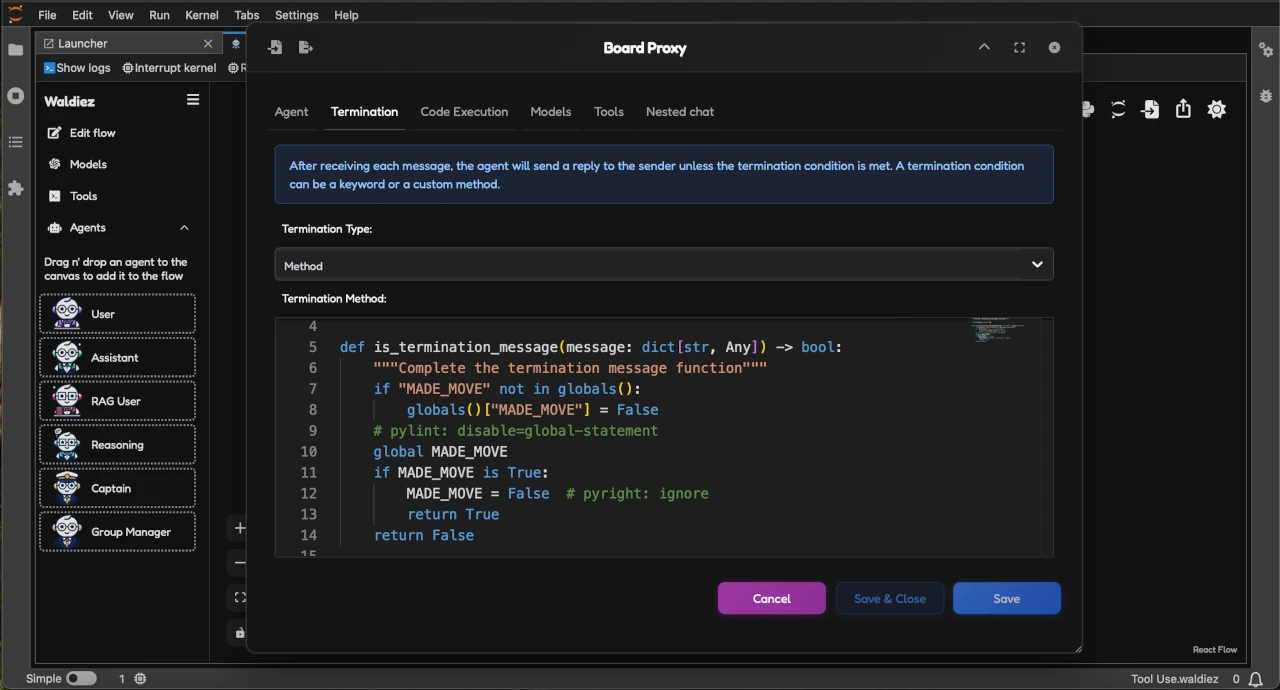 File Edit View Run Kernel Tabs Settings Help
Launcher
Show logs Interrupt kernel R
Waldiez
Edit flow
Models
Tools
Agents
Drag n' drop an agent to the
canvas to add it to the flow
User
Assistant
RAG User
Reasoning
Captain
Group Manager
Board Proxy
Agent Termination Code Execution Models Tools Nested chat
After receiving each message, the agent will send a reply to the sender unless the termination condition is met. A termination condition
can be a keyword or a custom method.
Termination Type:
Method
Termination Method:
4
5 def is_termination_message(message: dict[str, Any]) -> bool:
6 """Complete the termination message function"""
7 if "MADE_MOVE" not in globals():
8 globals()["MADE_MOVE"] = False
9 # pylint: disable=global-statement
10 global MADE_MOVE
11 if MADE_MOVE is True:
12 MADE_MOVE = False # pyright: ignore
13 return True
14 return False
15
Cancel Save & Close Save
React Flow
Simple 1 Tool Use.waldiez 0